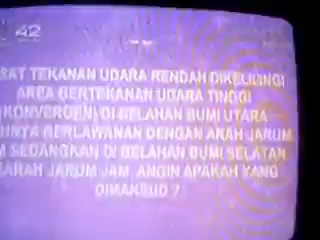 42
SAT TEKANAN UDARA RENDAH DIKELILINGI
AREA BERTEKANAN UDARA TINGGI
(KONVERGEN) DI BELAHAN BUMI UTARA
NYA BERLAWANAN DENGAN ARAH JARUM
M SEDANGKAN DI BELAHAN BUMI SELATAN
ARAH JARUM JAM. ANGIN APAKAH YANG
DIMAKSUD ?